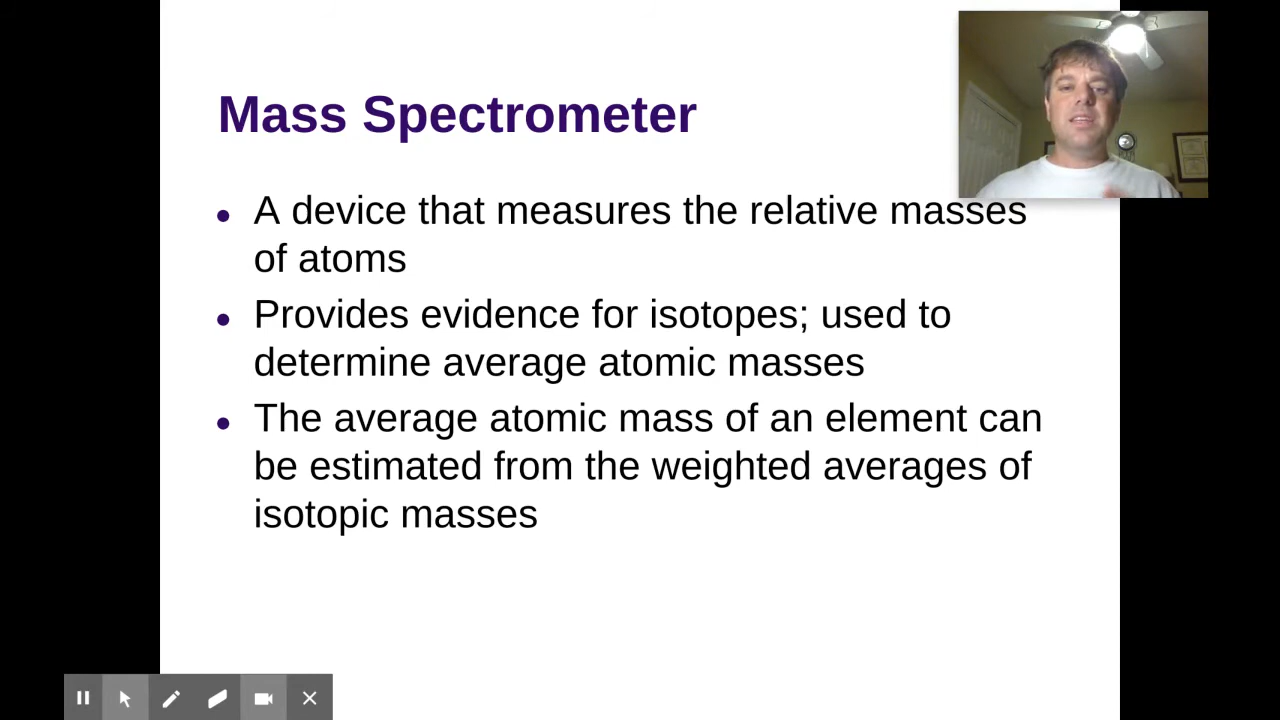 Mass Spectrometer
A device that measures the relative masses
of atoms
Provides evidence for isotopes; used to
determine average atomic masses
The average atomic mass of an element can
be estimated from the weighted averages of
isotopic masses